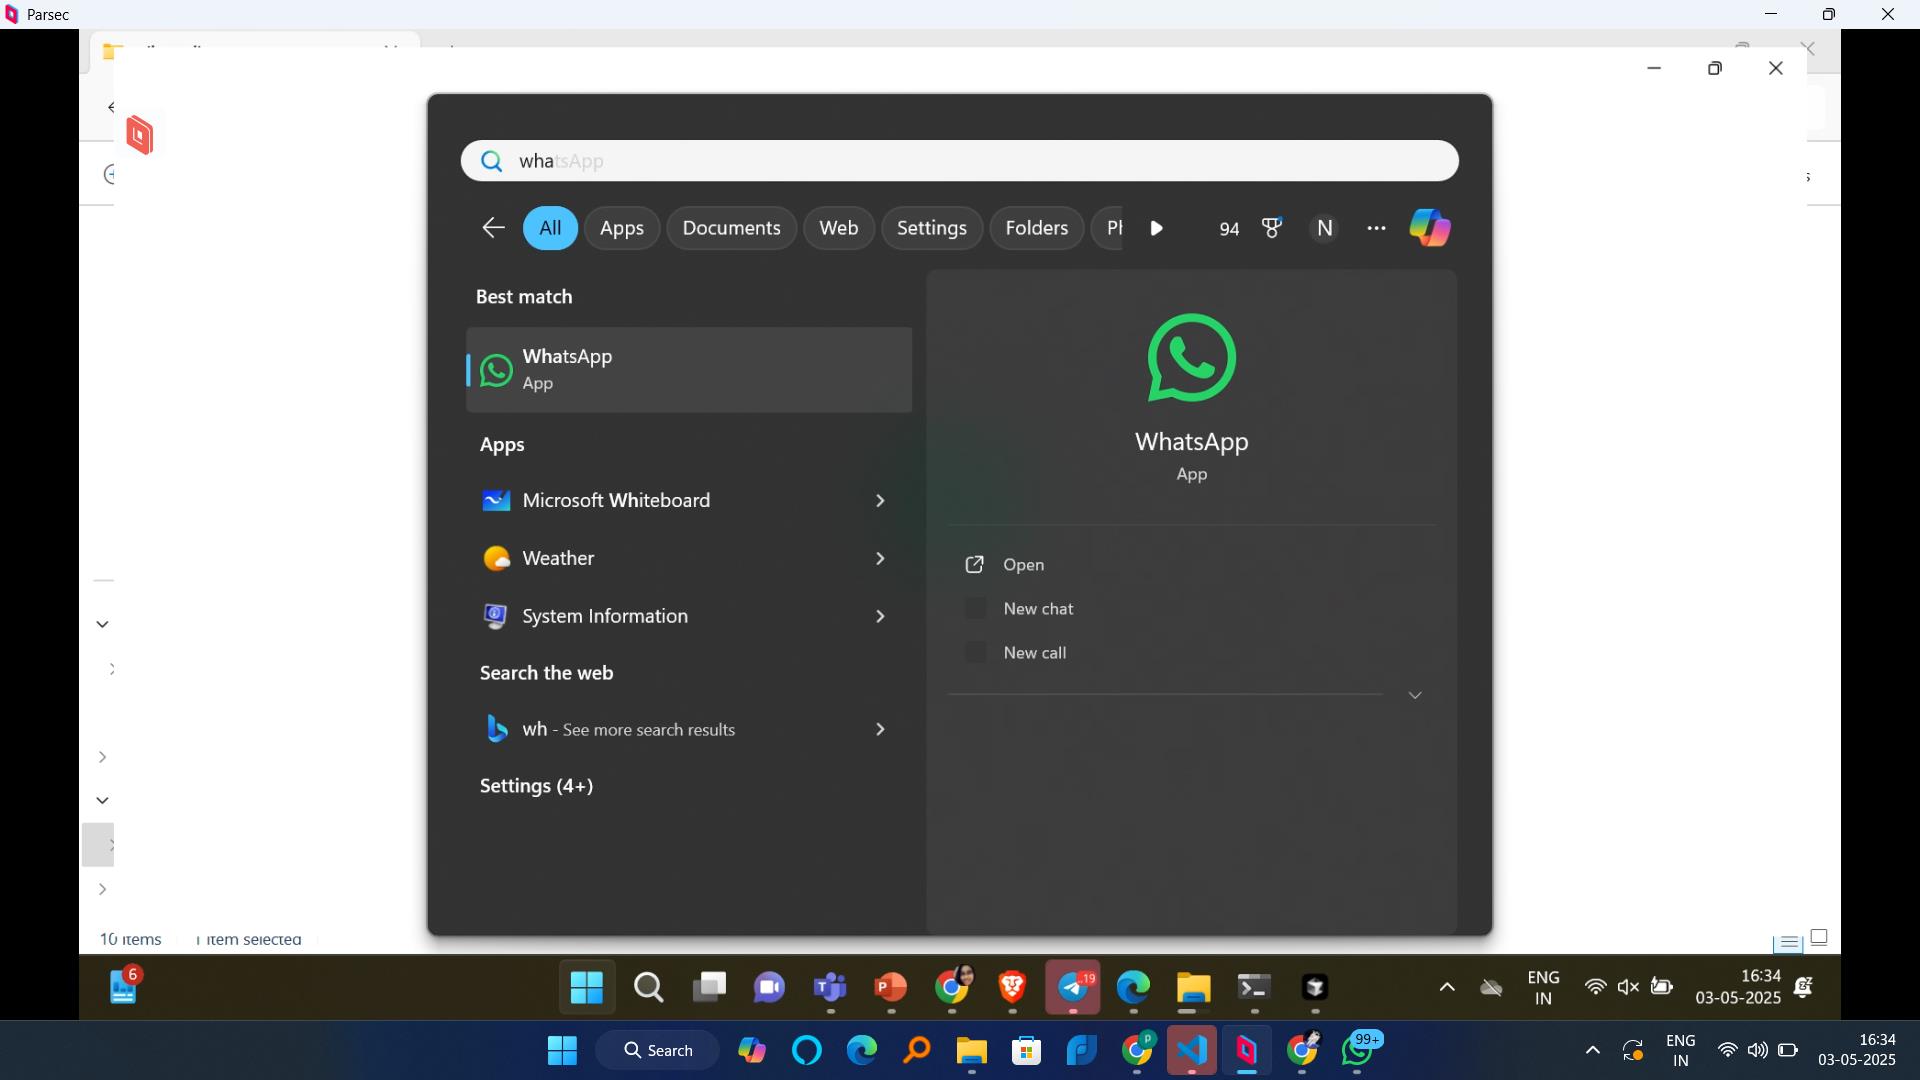 Parsec
whatsApp
All Apps Documents Web Settings Folders 94 N
Best match
WhatsApp
App
WhatsApp
App
Apps
Microsoft Whiteboard
Weather
System Information
Open
New chat
New call
Search the web
wh - See more search results
Settings (4+)
10 items 1 item selected
6
19
ENG
IN
16:34
03-05-2025
Search
P
99+
ENG
IN
16:34
03-05-2025